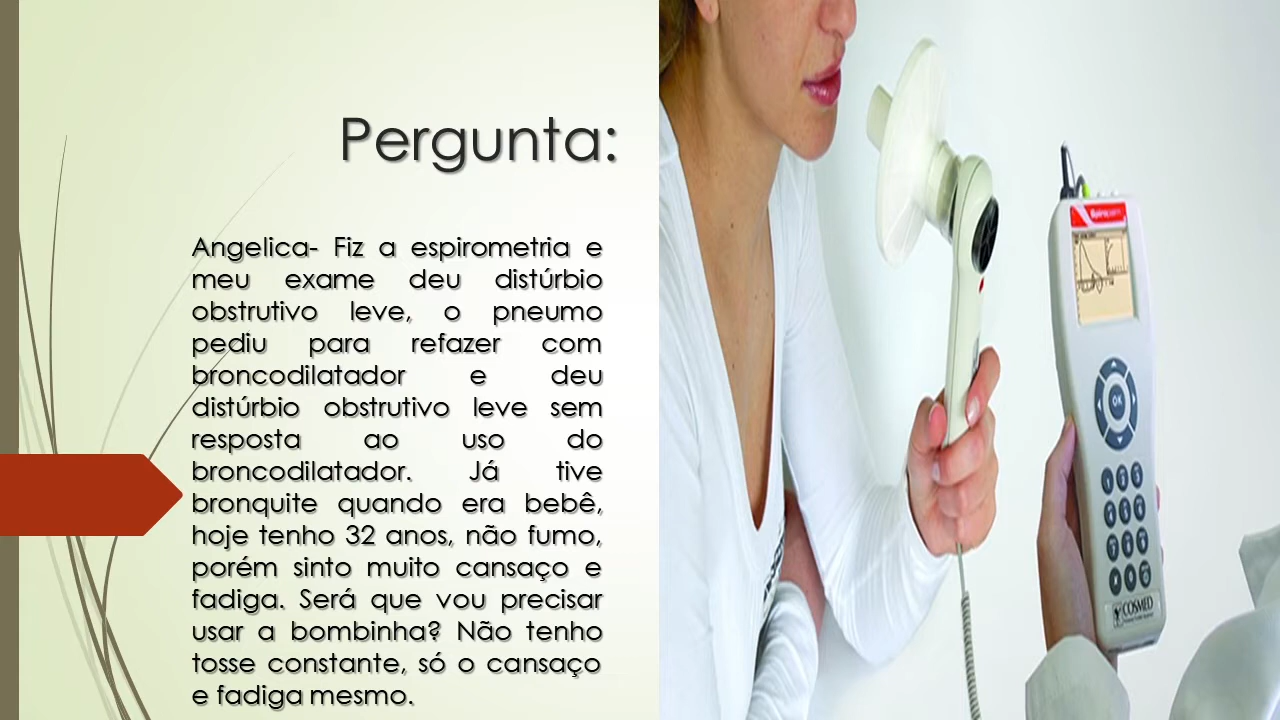 Pergunta:
Angelica- Fiz a espirometria e
meu exame deu distúrbio
obstrutivo leve, o pneumo
pediu para refazer com
broncodilatador e deu
distúrbio obstrutivo leve sem
resposta ao uso do
broncodilatador. Já tive
bronquite quando era bebê,
hoje tenho 32 anos, não fumo,
porém sinto muito cansaço e
fadiga. Será que vou precisar
usar a bombinha? Não tenho
tosse constante, só o cansaço
e fadiga mesmo.
OK
COSMED